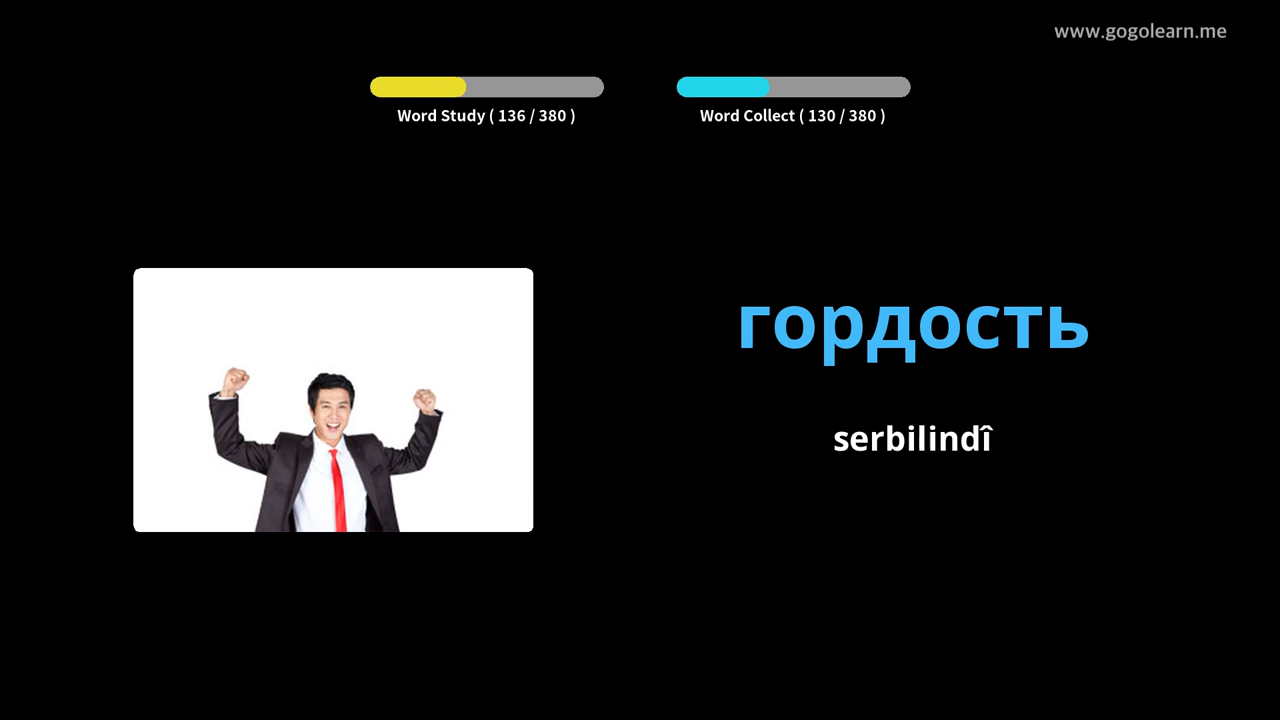 www.gogolearn.me
Word Study ( 136 / 380 )
Word Collect ( 130 / 380 )
гордость
serbilindî